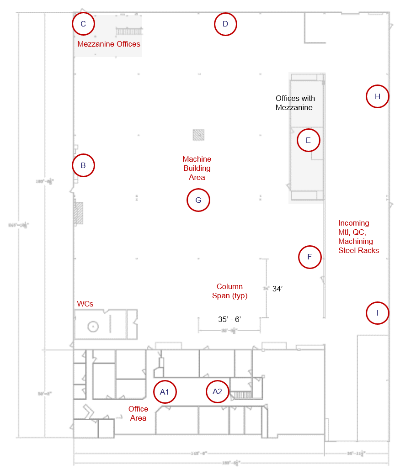 C
D
Mezzanine Offices
H
Offices with
Mezzanine
E
Machine
Building
Area
B
G
Incoming
Mtl, QC,
Machining
Steel Racks
F
Column
Span (typ)
34'
WCs
35' 6'
I
A1
A2
Office
Area